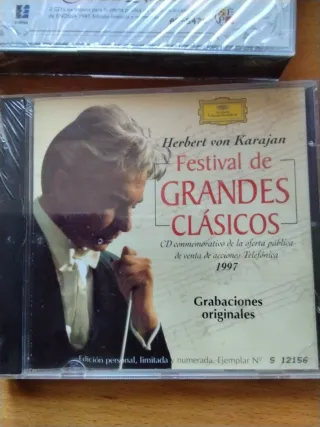 Herbert von Karajan
Festival de
GRANDES
CLÁSICOS
CD conmemorativo de la oferta pública
de venta de acciones Telefónica
1997
Grabaciones
originales
Edición personal, limitada y numerada. Ejemplar Nº S 12156